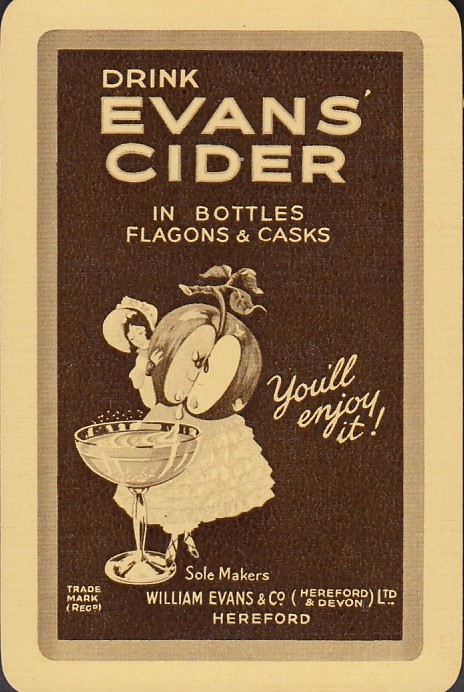 DRINK
EVANS'
CIDER
IN BOTTLES
FLAGONS & CASKS
You'll
enjoy
it!
Sole Makers
TRADE
MARK
(REGD)
WILLIAM EVANS & CO (HEREFORD & DEVON) LTD
HEREFORD